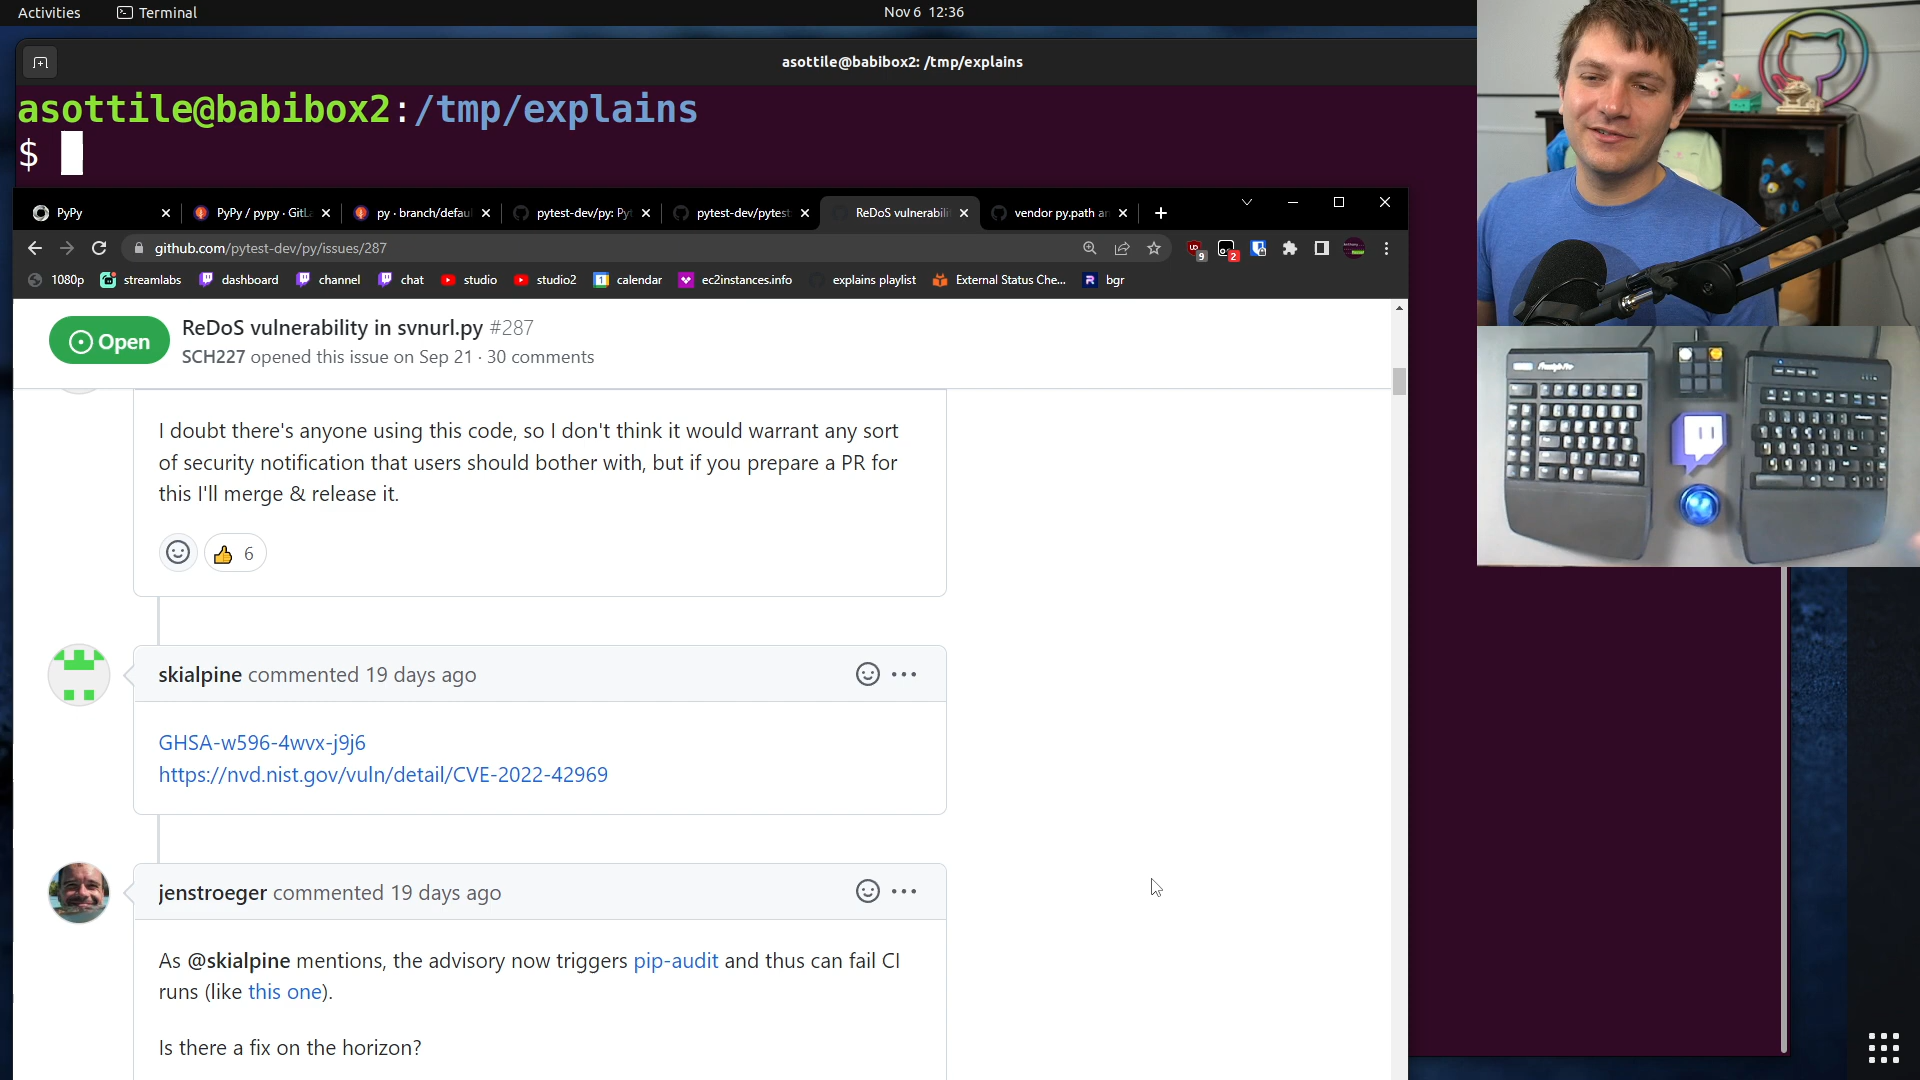 Activities
Terminal
Nov 6 12:36
asottile@babibox2: /tmp/explains
asottile@babibox2:/tmp/explains
$
PyPy
PyPy / pypy · GitL
py · branch/defau
pytest-dev/py: Py
pytest-dev/pytest
ReDoS vulnerabili
vendor py.path a
github.com/pytest-dev/py/issues/287
9
2
1080p
streamlabs
dashboard
channel
chat
studio
studio2
calendar
ec2instances.info
explains playlist
External Status Che...
bgr
Open
ReDoS vulnerability in svnurl.py #287
SCH227 opened this issue on Sep 21 · 30 comments
I doubt there's anyone using this code, so I don't think it would warrant any sort
of security notification that users should bother with, but if you prepare a PR for
this I'll merge & release it.
👍 6
skialpine commented 19 days ago
GHSA-w596-4wvx-j9j6
https://nvd.nist.gov/vuln/detail/CVE-2022-42969
jenstroeger commented 19 days ago
As @skialpine mentions, the advisory now triggers pip-audit and thus can fail CI
runs (like this one).
Is there a fix on the horizon?